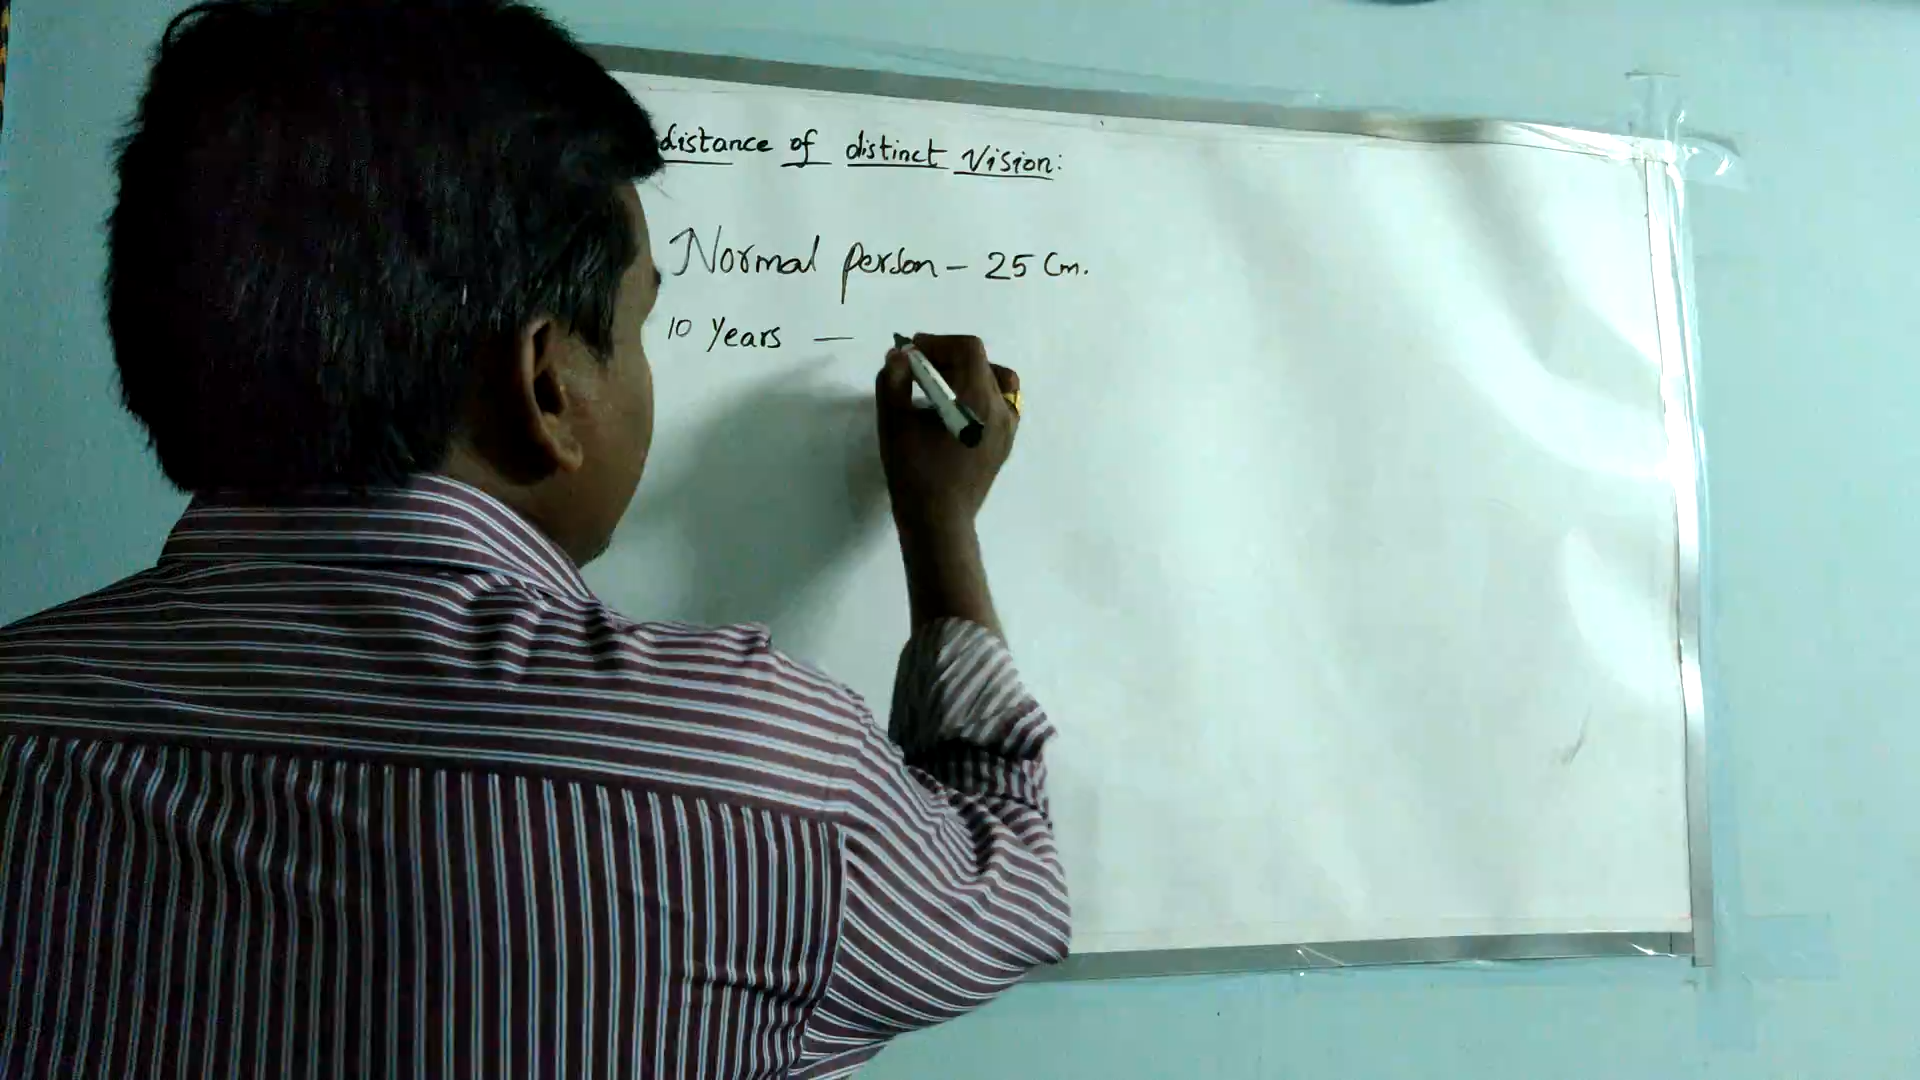 distance of distinct Vision:
Normal person - 25 Cm.
10 Years —